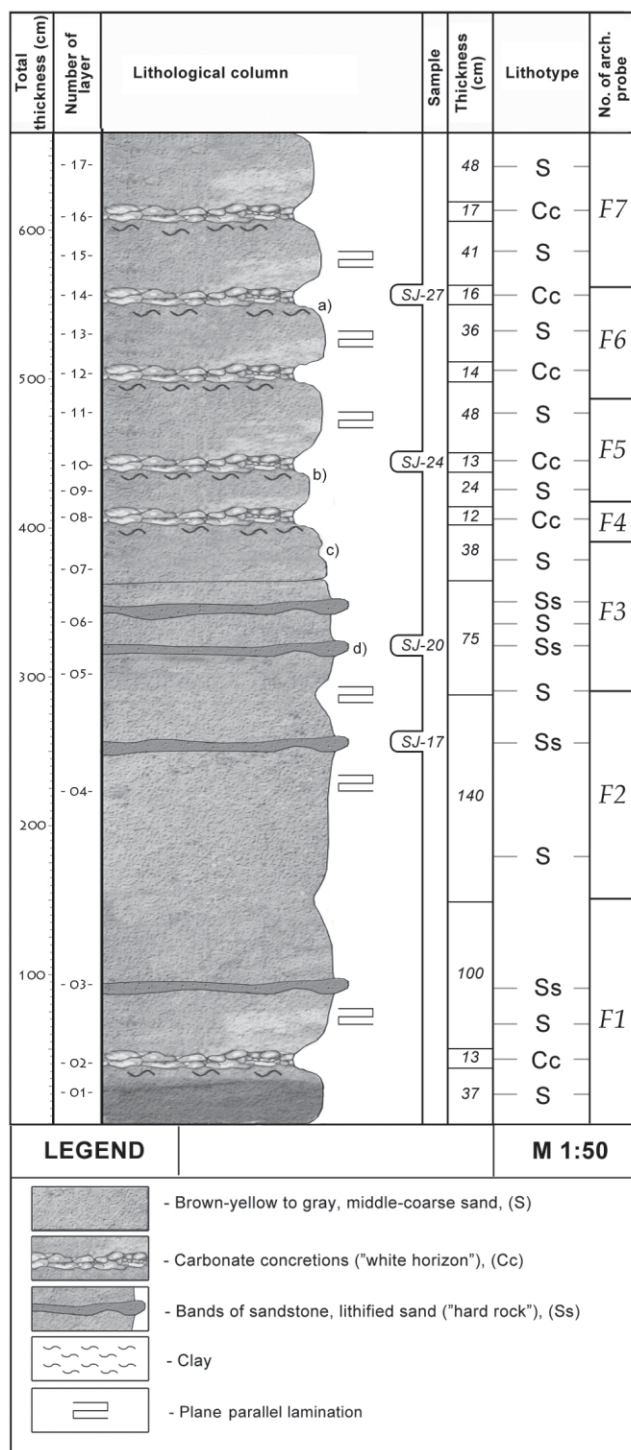 Total thickness (cm)
Number of layer
Lithological column
Sample
Thickness (cm)
Lithotype
No. of arch. probe
- 17-
48
S
F7
600
- 16-
17
Cc
- 15-
41
S
- 14-
a)
SJ-27
16
Cc
F6
- 13-
36
S
500
- 12-
14
Cc
- 11-
48
S
F5
- 10-
b)
SJ-24
13
Cc
- 09-
24
S
400
- 08-
12
Cc
F4
- 07-
c)
38
S
F3
- 06-
Ss
S
300
- 05-
d)
SJ-20
75
Ss
S
SJ-17
Ss
F2
200
- 04-
140
S
100
- 03-
100
Ss
F1
S
- 02-
13
Cc
- 01-
37
S
LEGEND
M 1:50
- Brown-yellow to gray, middle-coarse sand, (S)
- Carbonate concretions ("white horizon"), (Cc)
- Bands of sandstone, lithified sand ("hard rock"), (Ss)
- Clay
- Plane parallel lamination